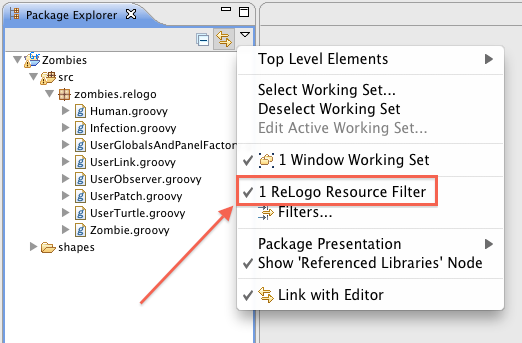 Package Explorer
Zombies
src
zombies.relogo
Human.groovy
Infection.groovy
UserGlobalsAndPanelFactor
UserLink.groovy
UserObserver.groovy
UserPatch.groovy
UserTurtle.groovy
Zombie.groovy
shapes
Top Level Elements
Select Working Set...
Deselect Working Set
Edit Active Working Set...
1 Window Working Set
1 ReLogo Resource Filter
Filters...
Package Presentation
Show 'Referenced Libraries' Node
Link with Editor